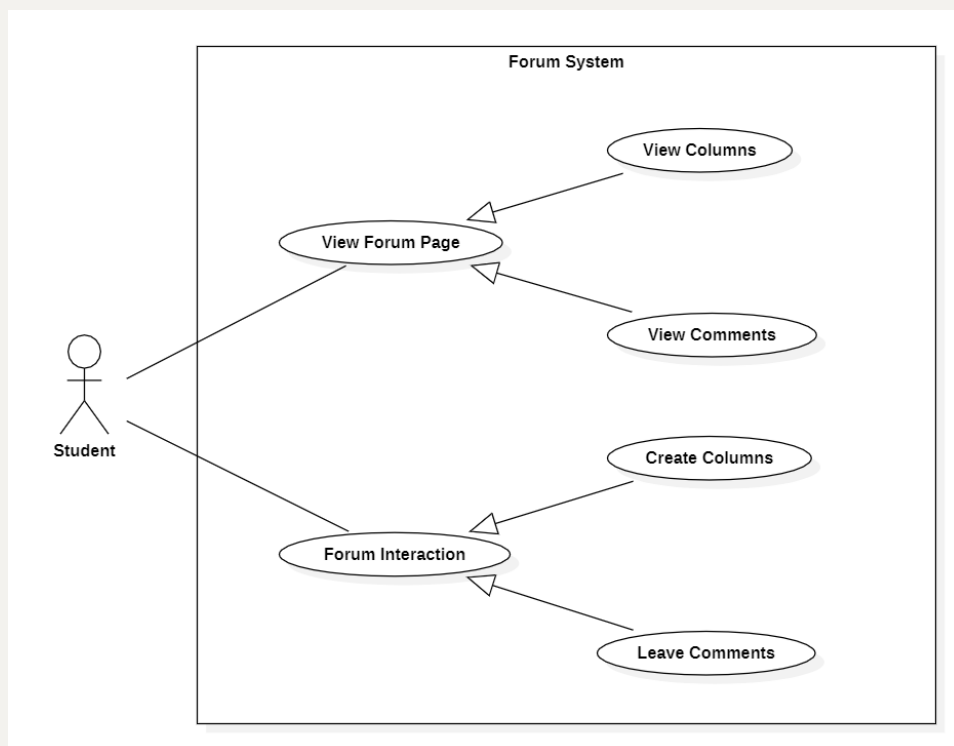 Forum System
View Columns
View Forum Page
View Comments
Student
Create Columns
Forum Interaction
Leave Comments